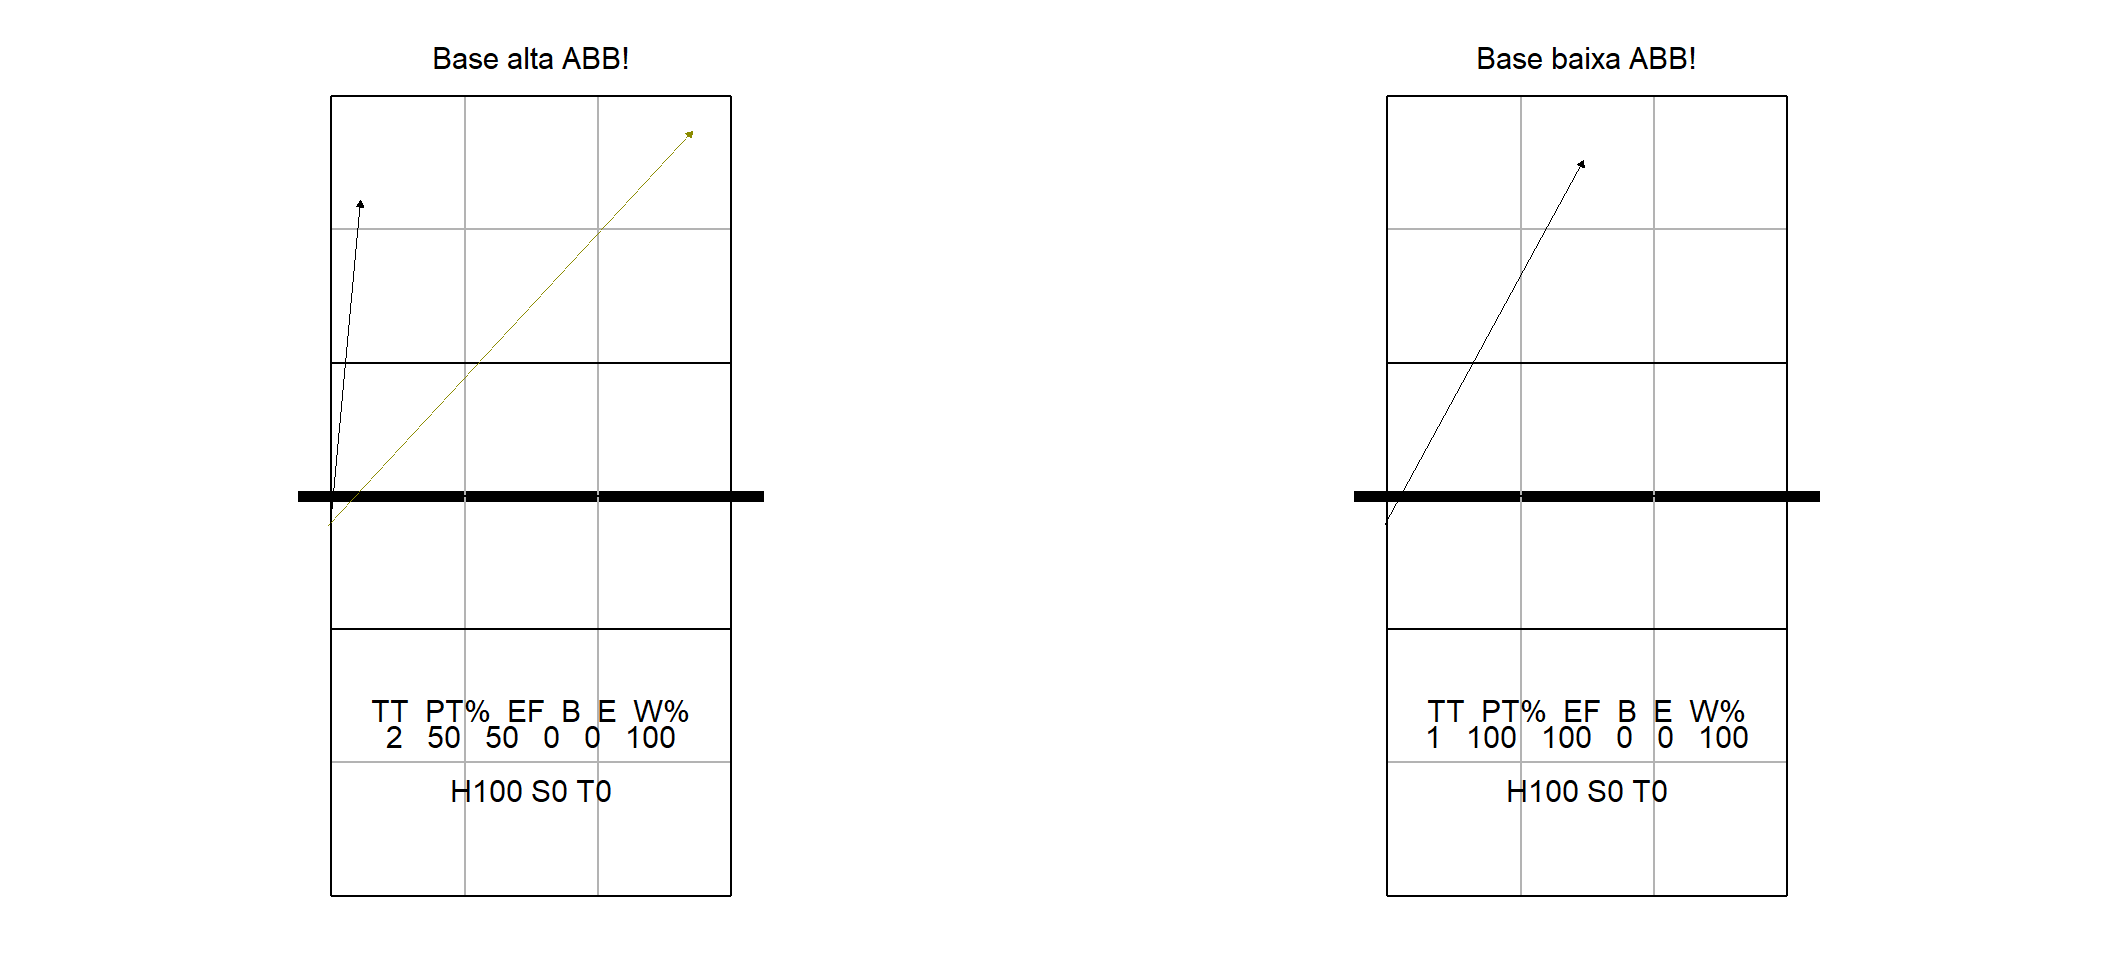 Base alta ABB!
TT PT% EF B E W%
2 50 50 0 0 100
H100 S0 T0
Base baixa ABB!
TT PT% EF B E W%
1 100 100 0 0 100
H100 S0 T0